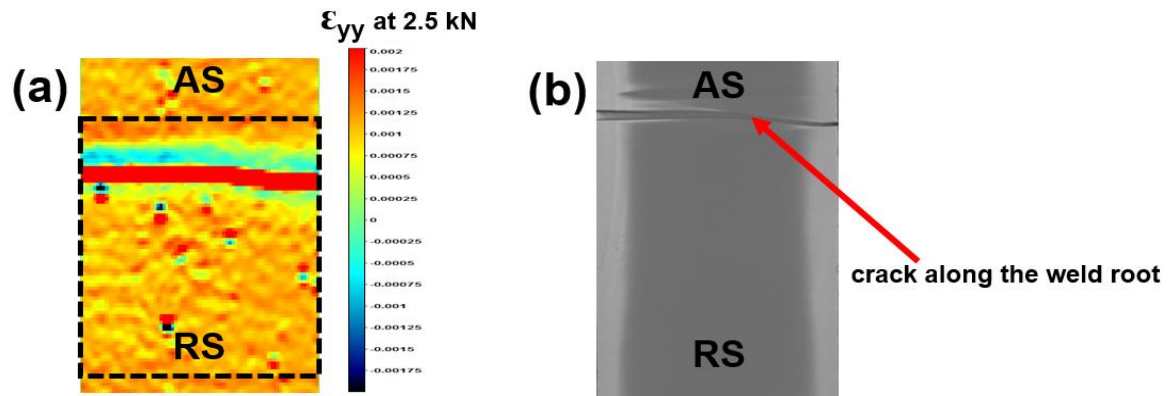 εyy at 2.5 kN
(a)
AS
RS
0.002
0.00175
0.0015
0.00125
0.001
0.00075
0.0005
0.00025
0
-0.00025
-0.0005
-0.00075
-0.001
-0.00125
-0.0015
-0.00175
(b)
AS
crack along the weld root
RS